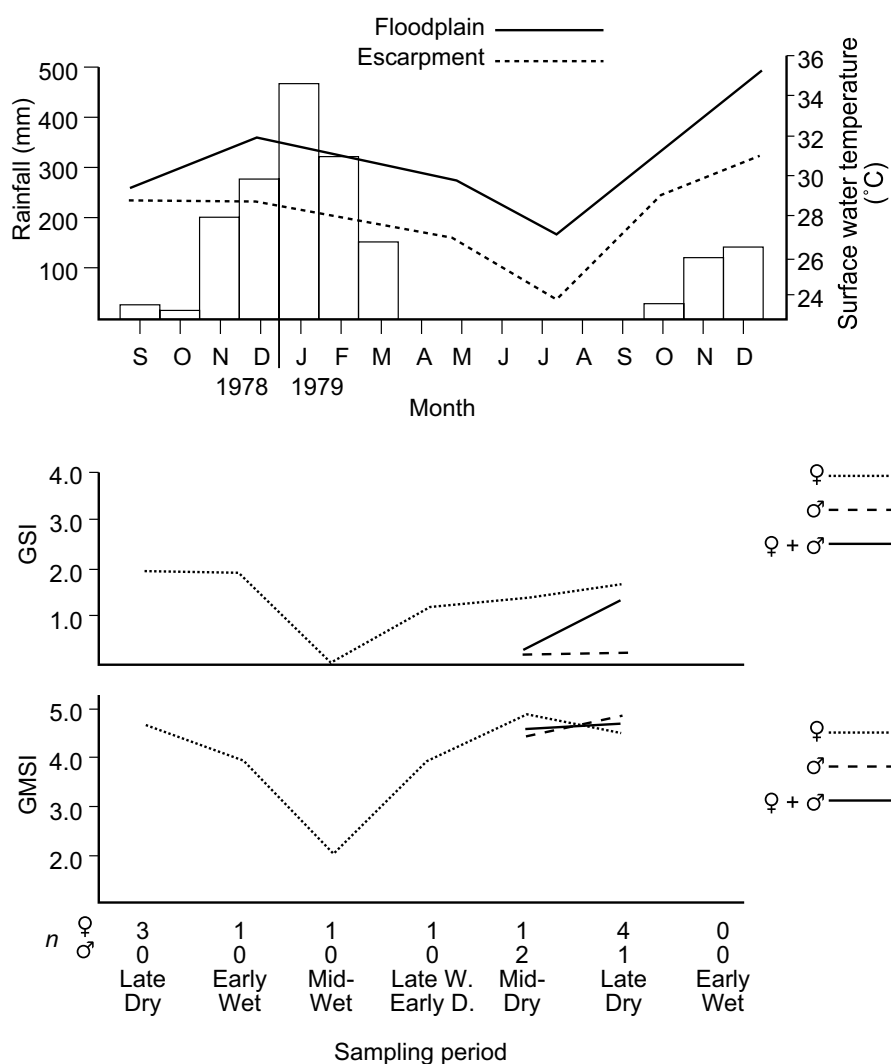 Floodplain
Escarpment
Rainfall (mm)
500
400
300
200
100
36
34
32
30
28
26
24
Surface water temperature
(˚C)
S O N D J F M A M J J A S O N D
1978 1979
Month
GSI
4.0
3.0
2.0
1.0
♀
♂
♀ + ♂
GMSI
5.0
4.0
3.0
2.0
♀
♂
♀ + ♂
n ♀ 3 1 1 1 1 4 0
♂ 0 0 0 0 2 1 0
Late Early Mid- Late W. Mid- Late Early
Dry Wet Wet Early D. Dry Dry Wet
Sampling period